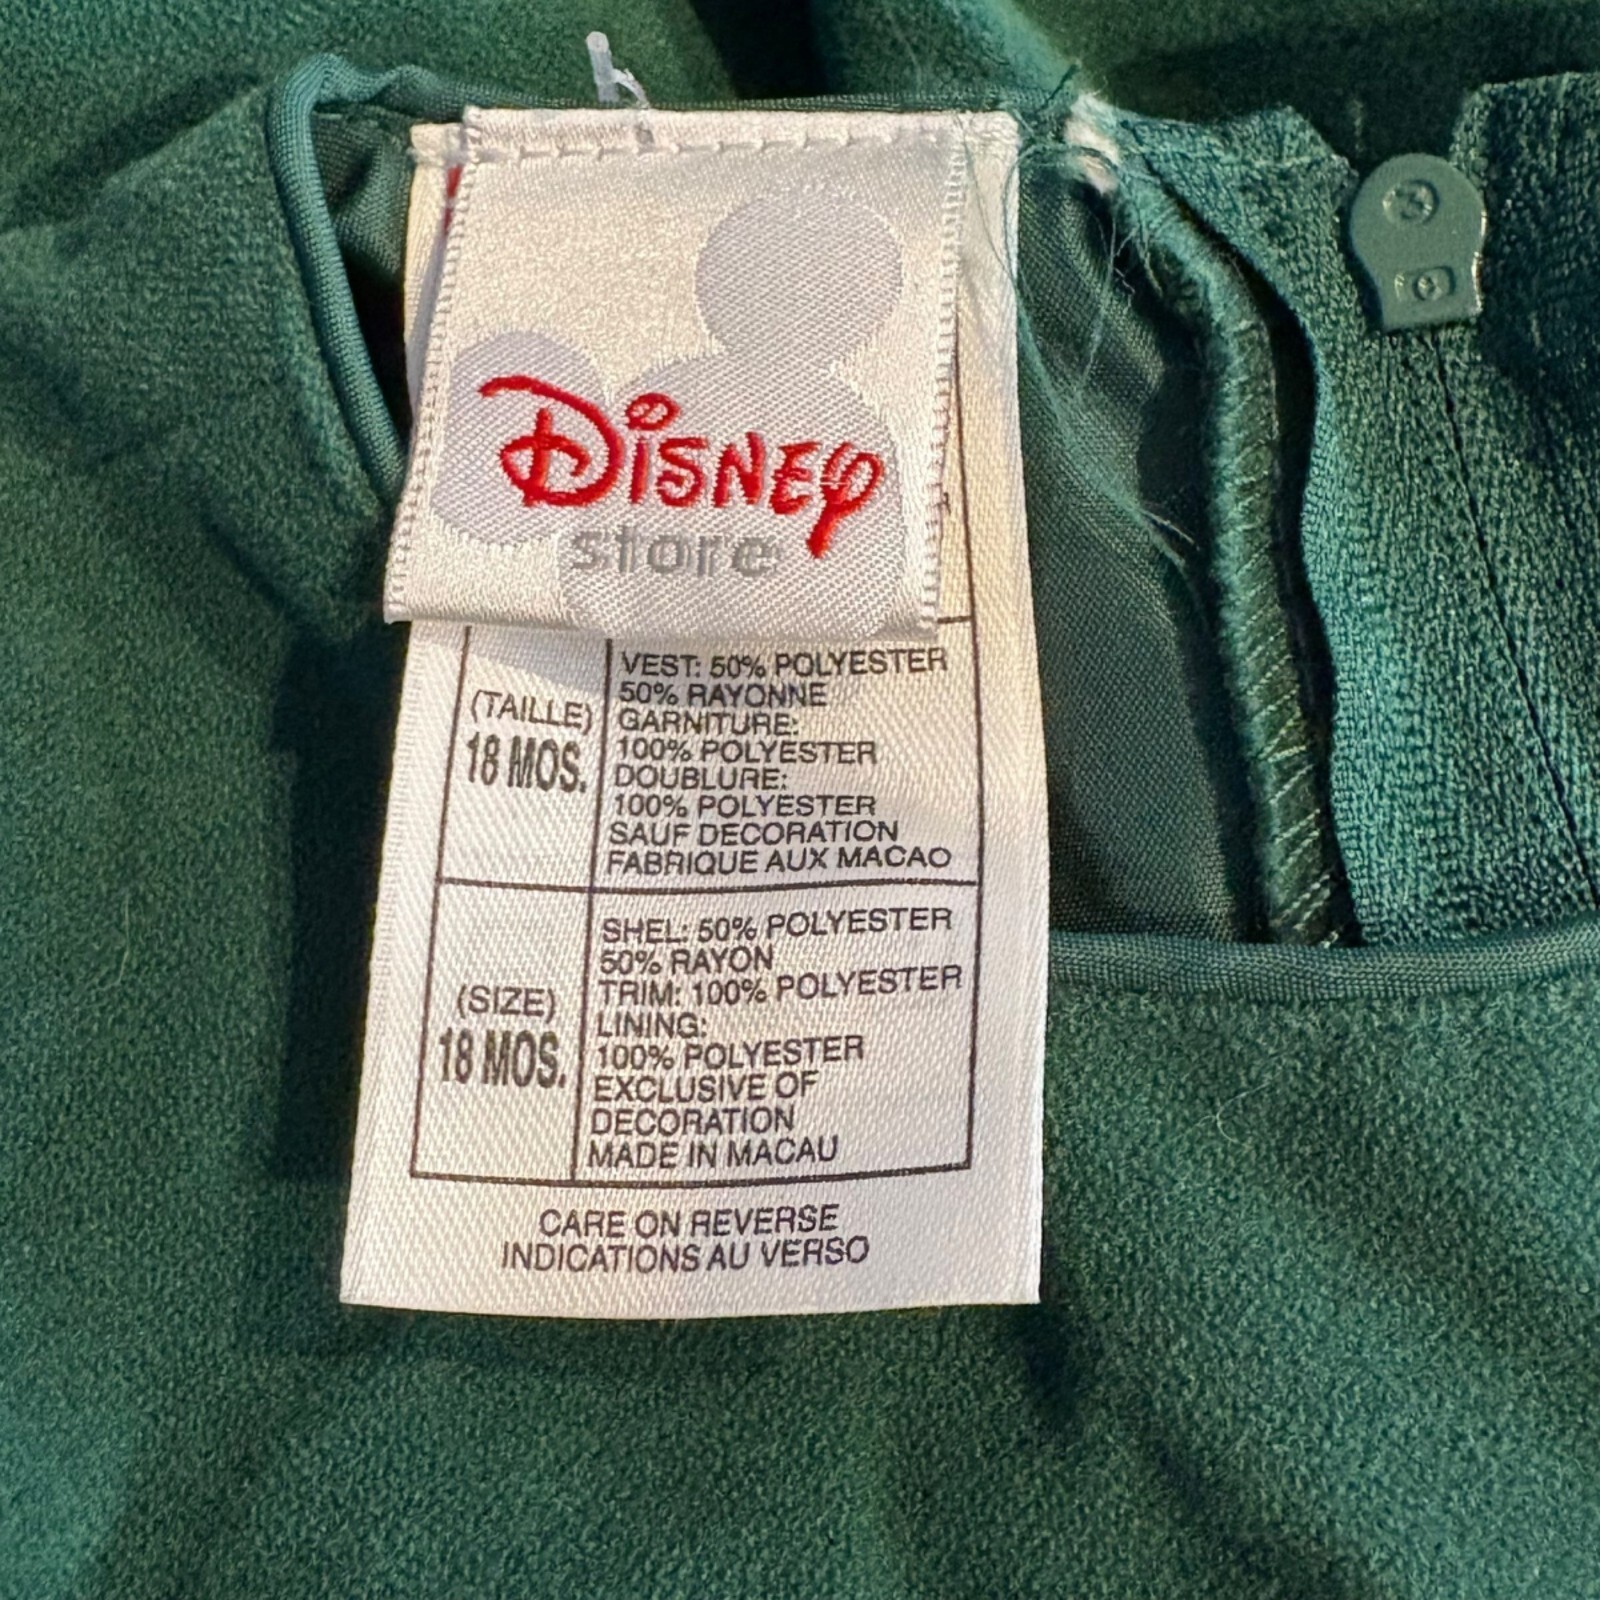 Disney
store
(TAILLE)
18 MOS.
VEST: 50% POLYESTER
50% RAYONNE
GARNITURE:
100% POLYESTER
DOUBLURE:
100% POLYESTER
SAUF DECORATION
FABRIQUE AUX MACAO
(SIZE)
18 MOS.
SHEL: 50% POLYESTER
50% RAYON
TRIM: 100% POLYESTER
LINING:
100% POLYESTER
EXCLUSIVE OF
DECORATION
MADE IN MACAU
CARE ON REVERSE
INDICATIONS AU VERSO